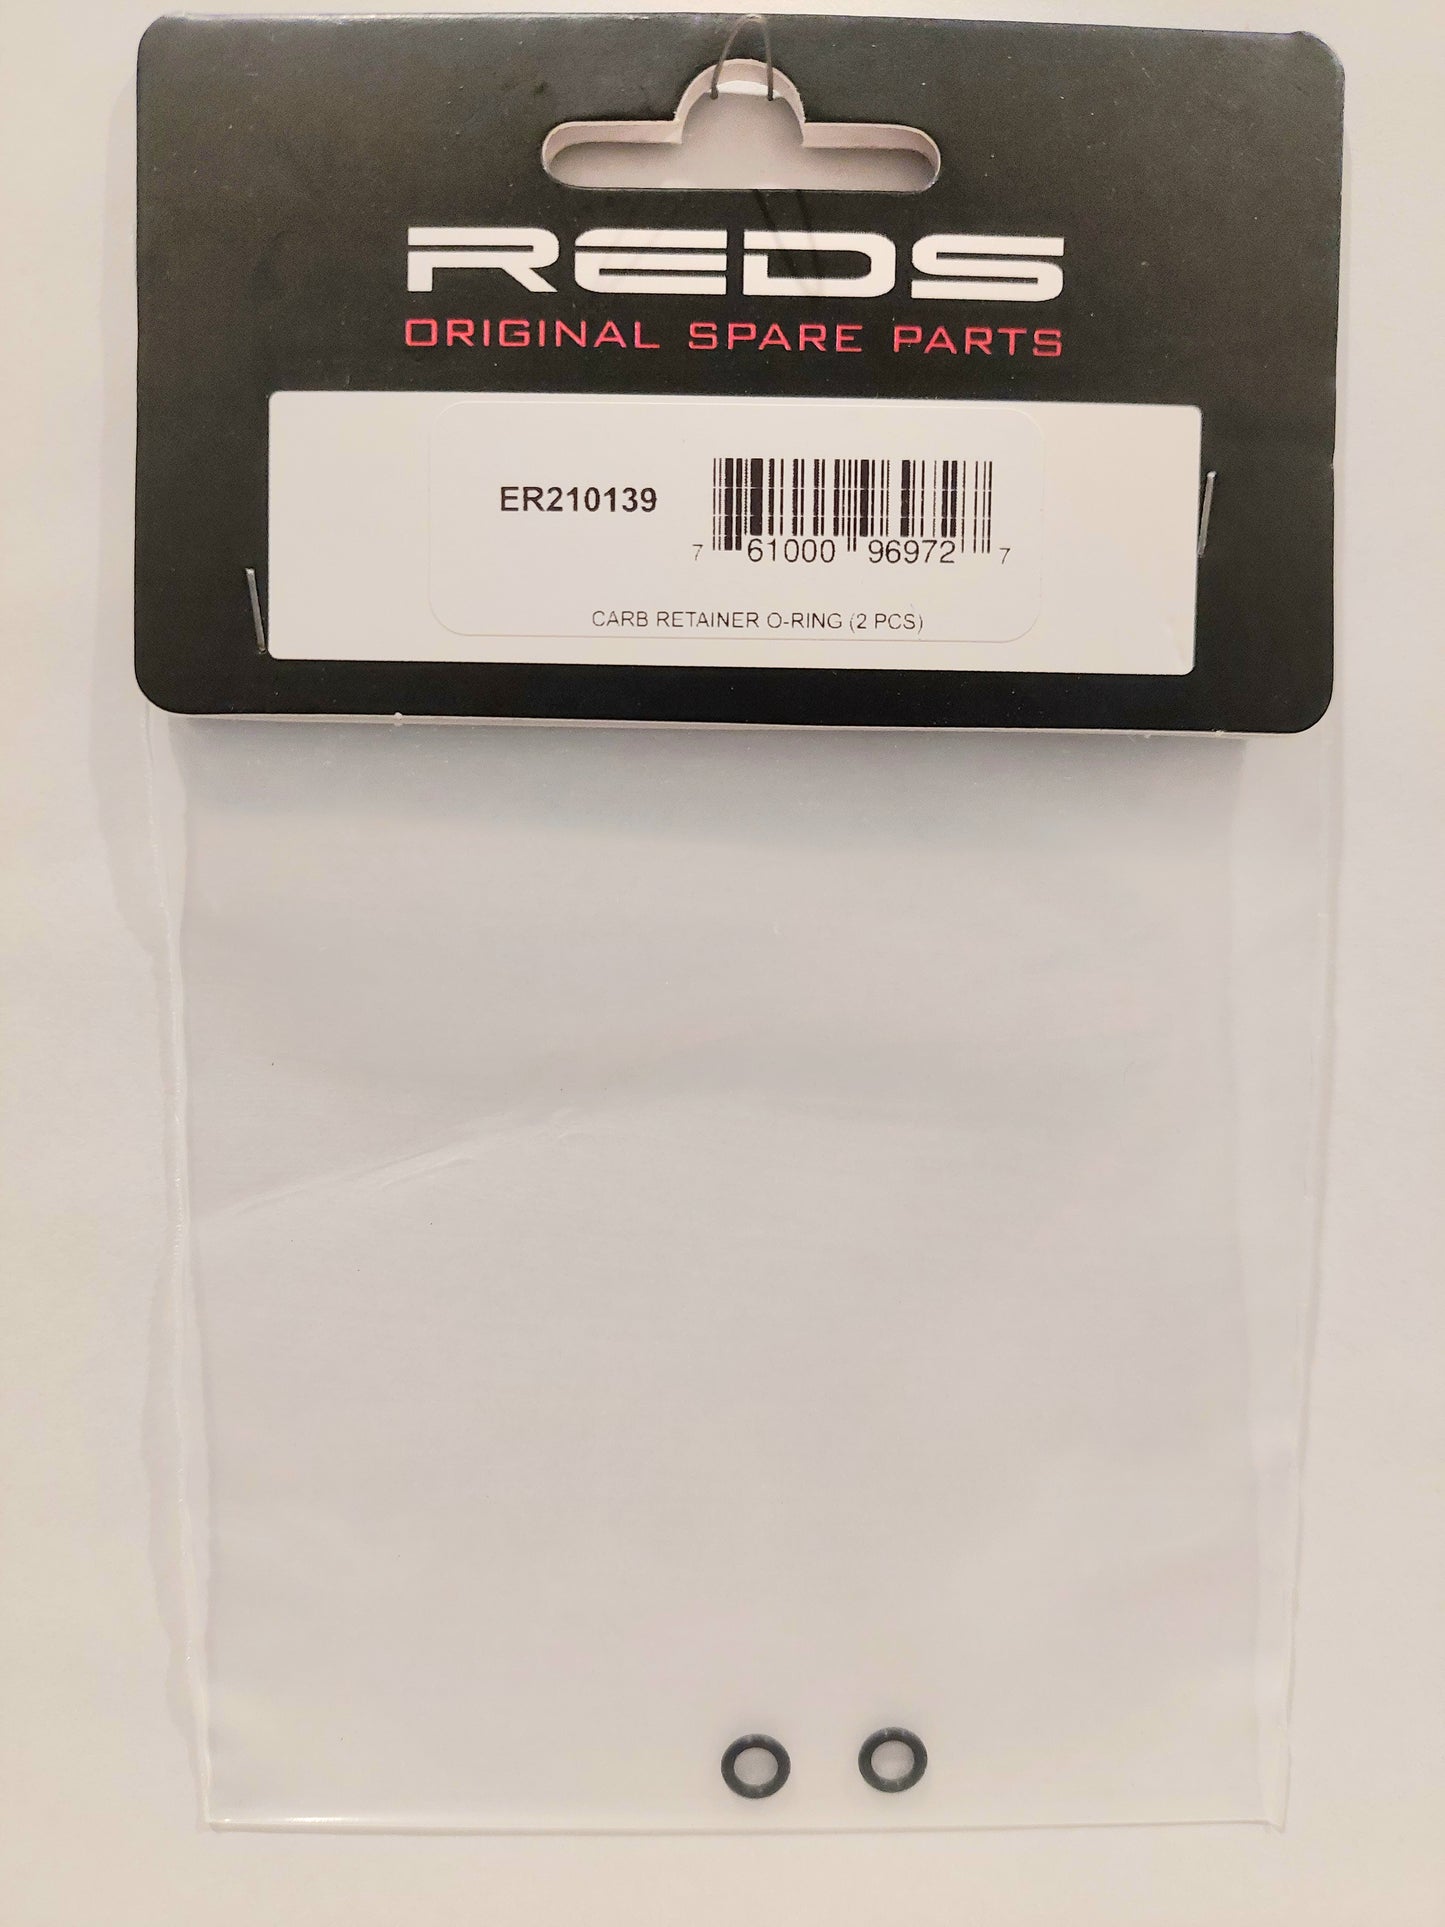 REDS
ORIGINAL SPARE PARTS
ER210139
7 61000 96972 7
CARB RETAINER O-RING (2 PCS)